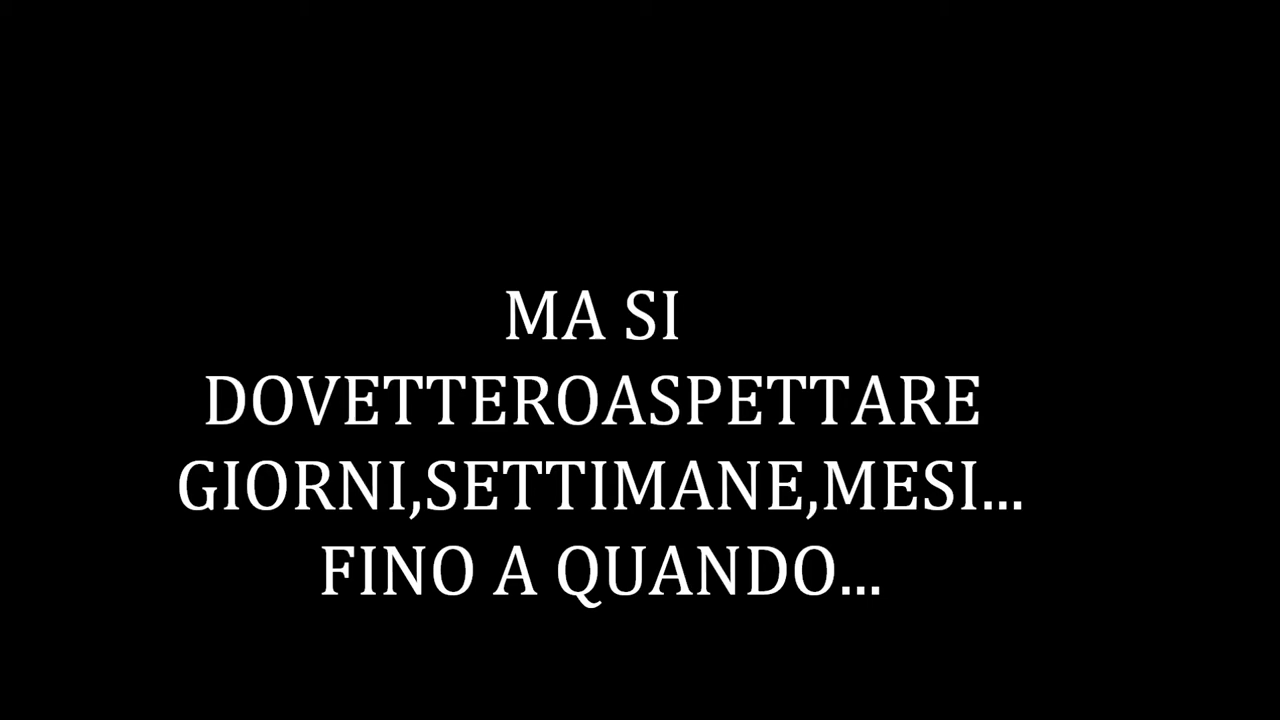 MA SI
DOVETTEROASPETTARE
GIORNI,SETTIMANE,MESI...
FINO A QUANDO...